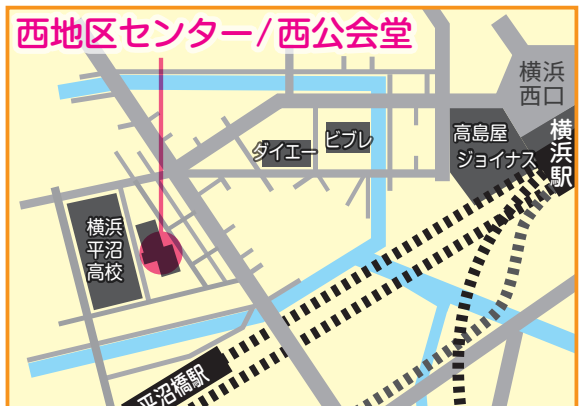 西地区センター/西公会堂
横浜
西口
横浜駅
高島屋
ジョイナス
ビブレ
ダイエー
横浜
平沼
高校
平沼橋駅